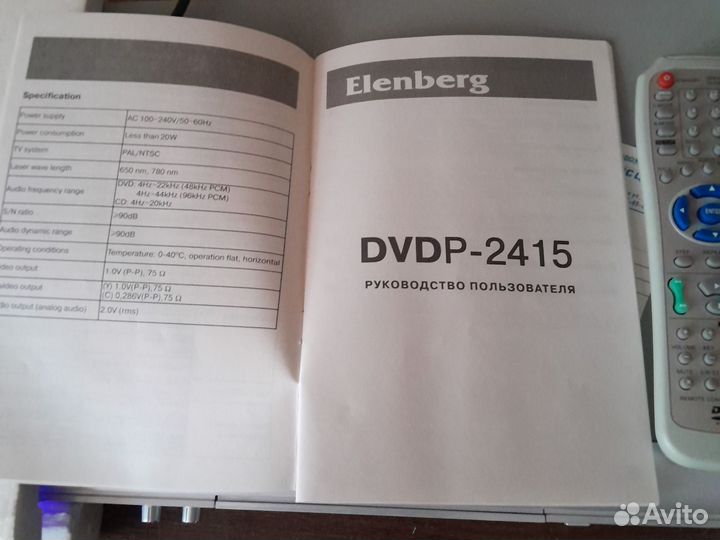 Specification
Power supply AC 100-240V/50-60Hz
Power consumption Less than 20W
TV system PAL/NTSC
Laser wave length 650 nm, 780 nm
Audio frequency range DVD: 4Hz-22kHz (48kHz PCM)
4Hz-44kHz (96kHz PCM)
CD: 4Hz-20kHz
S/N ratio >90dB
Audio dynamic range >90dB
Operating conditions Temperature: 0-40°C, operation flat, horizontal
output 1.0V (P-P), 75 Ω
output (Y) 1.0V(P-P),75 Ω
(C) 0,286V(P-P),75 Ω
output (analog audio) 2.0V (rms)
Elenberg
DVDP-2415
РУКОВОДСТВО ПОЛЬЗОВАТЕЛЯ
ENTER
STEP
VOLUME KEY
MUTE
Avito